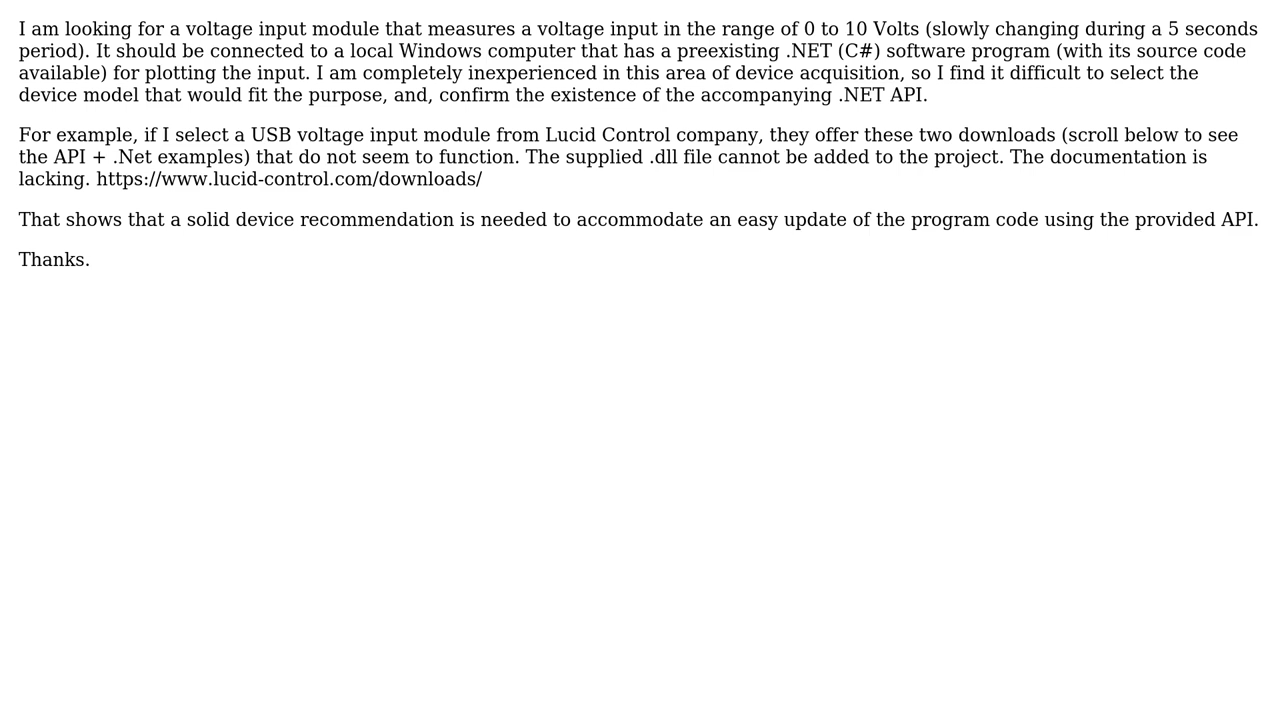 I am looking for a voltage input module that measures a voltage input in the range of 0 to 10 Volts (slowly changing during a 5 seconds
period). It should be connected to a local Windows computer that has a preexisting .NET (C#) software program (with its source code
available) for plotting the input. I am completely inexperienced in this area of device acquisition, so I find it difficult to select the
device model that would fit the purpose, and, confirm the existence of the accompanying .NET API.
For example, if I select a USB voltage input module from Lucid Control company, they offer these two downloads (scroll below to see
the API + .Net examples) that do not seem to function. The supplied .dll file cannot be added to the project. The documentation is
lacking. https://www.lucid-control.com/downloads/
That shows that a solid device recommendation is needed to accommodate an easy update of the program code using the provided API.
Thanks.